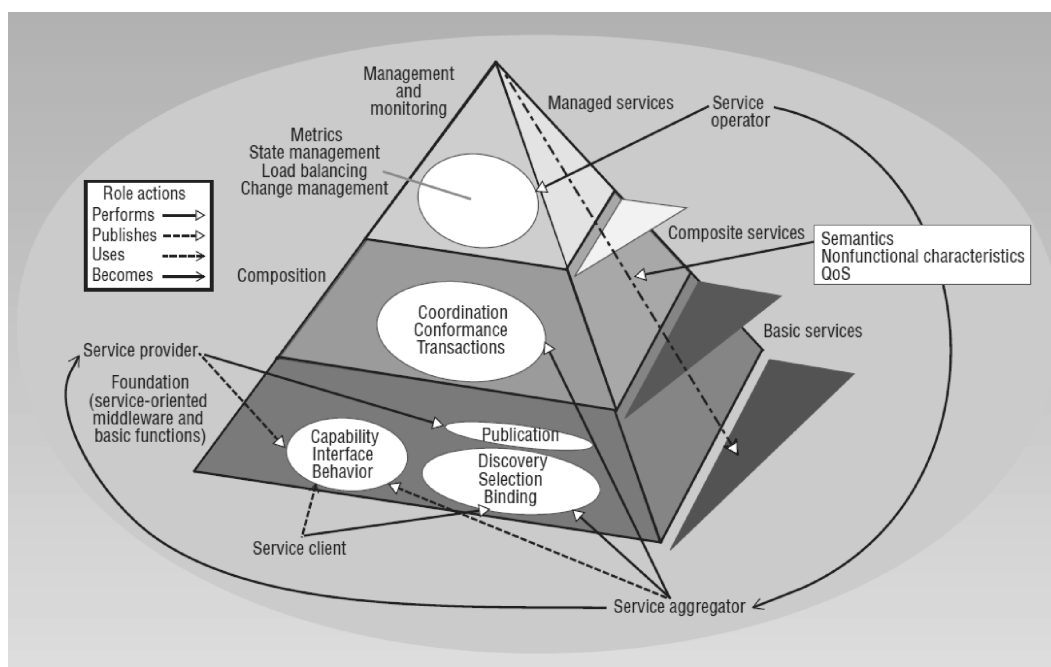 Management
and
monitoring
Managed services
Service
operator
Metrics
State management
Load balancing
Change management
Role actions
Performs
Publishes
Uses
Becomes
Composite services
Semantics
Nonfunctional characteristics
QoS
Composition
Coordination
Conformance
Transactions
Basic services
Service provider
Foundation
(service-oriented
middleware and
basic functions)
Capability
Interface
Behavior
Publication
Discovery
Selection
Binding
Service client
Service aggregator